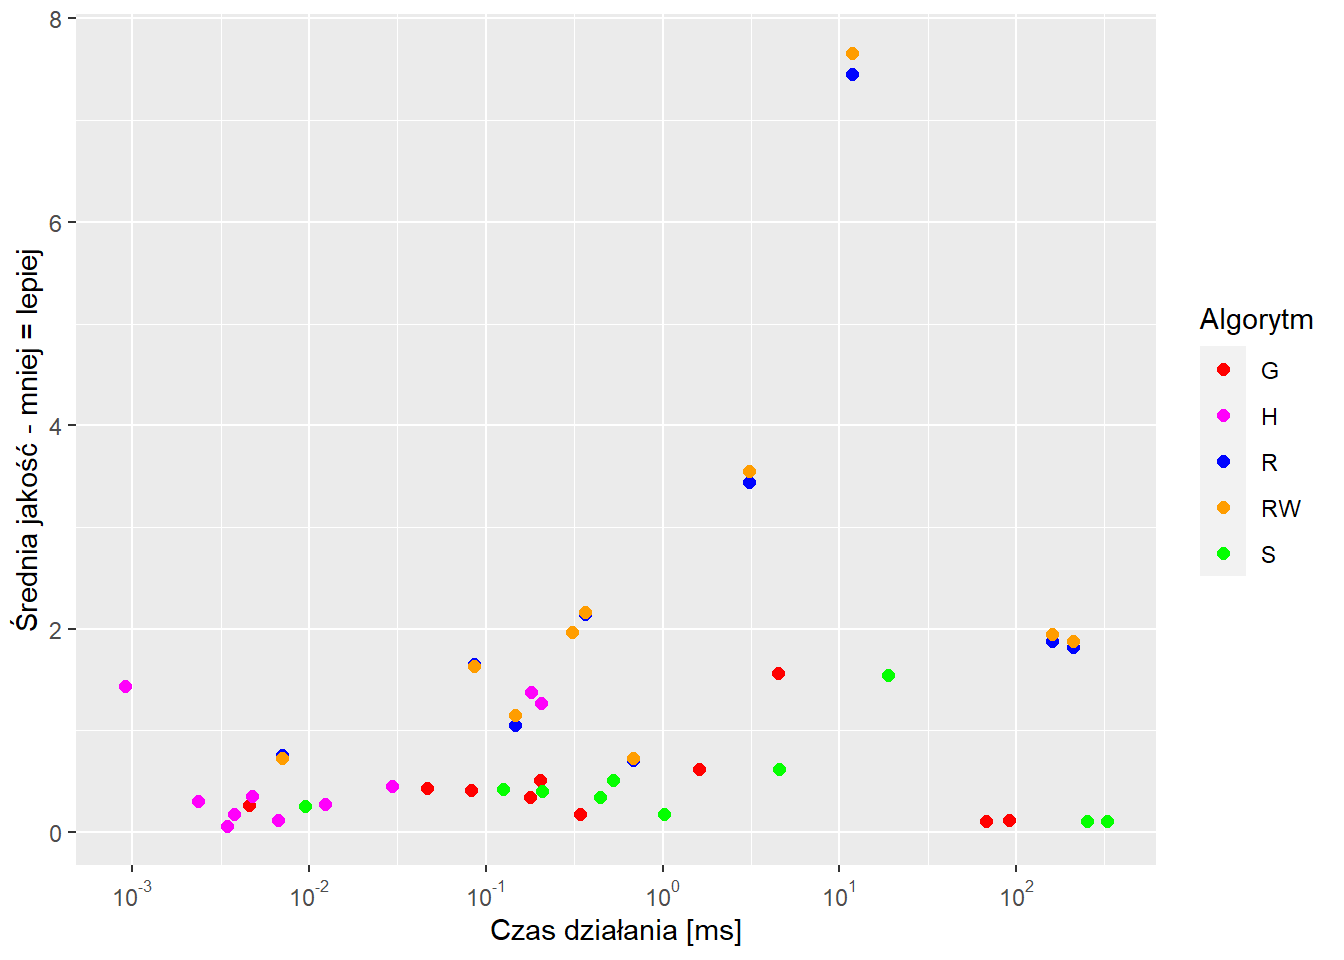 8
6
4
2
0
Średnia jakość - mniej = lepiej
10^-3
10^-2
10^-1
10^0
10^1
10^2
Czas działania [ms]
Algorytm
G
H
R
RW
S